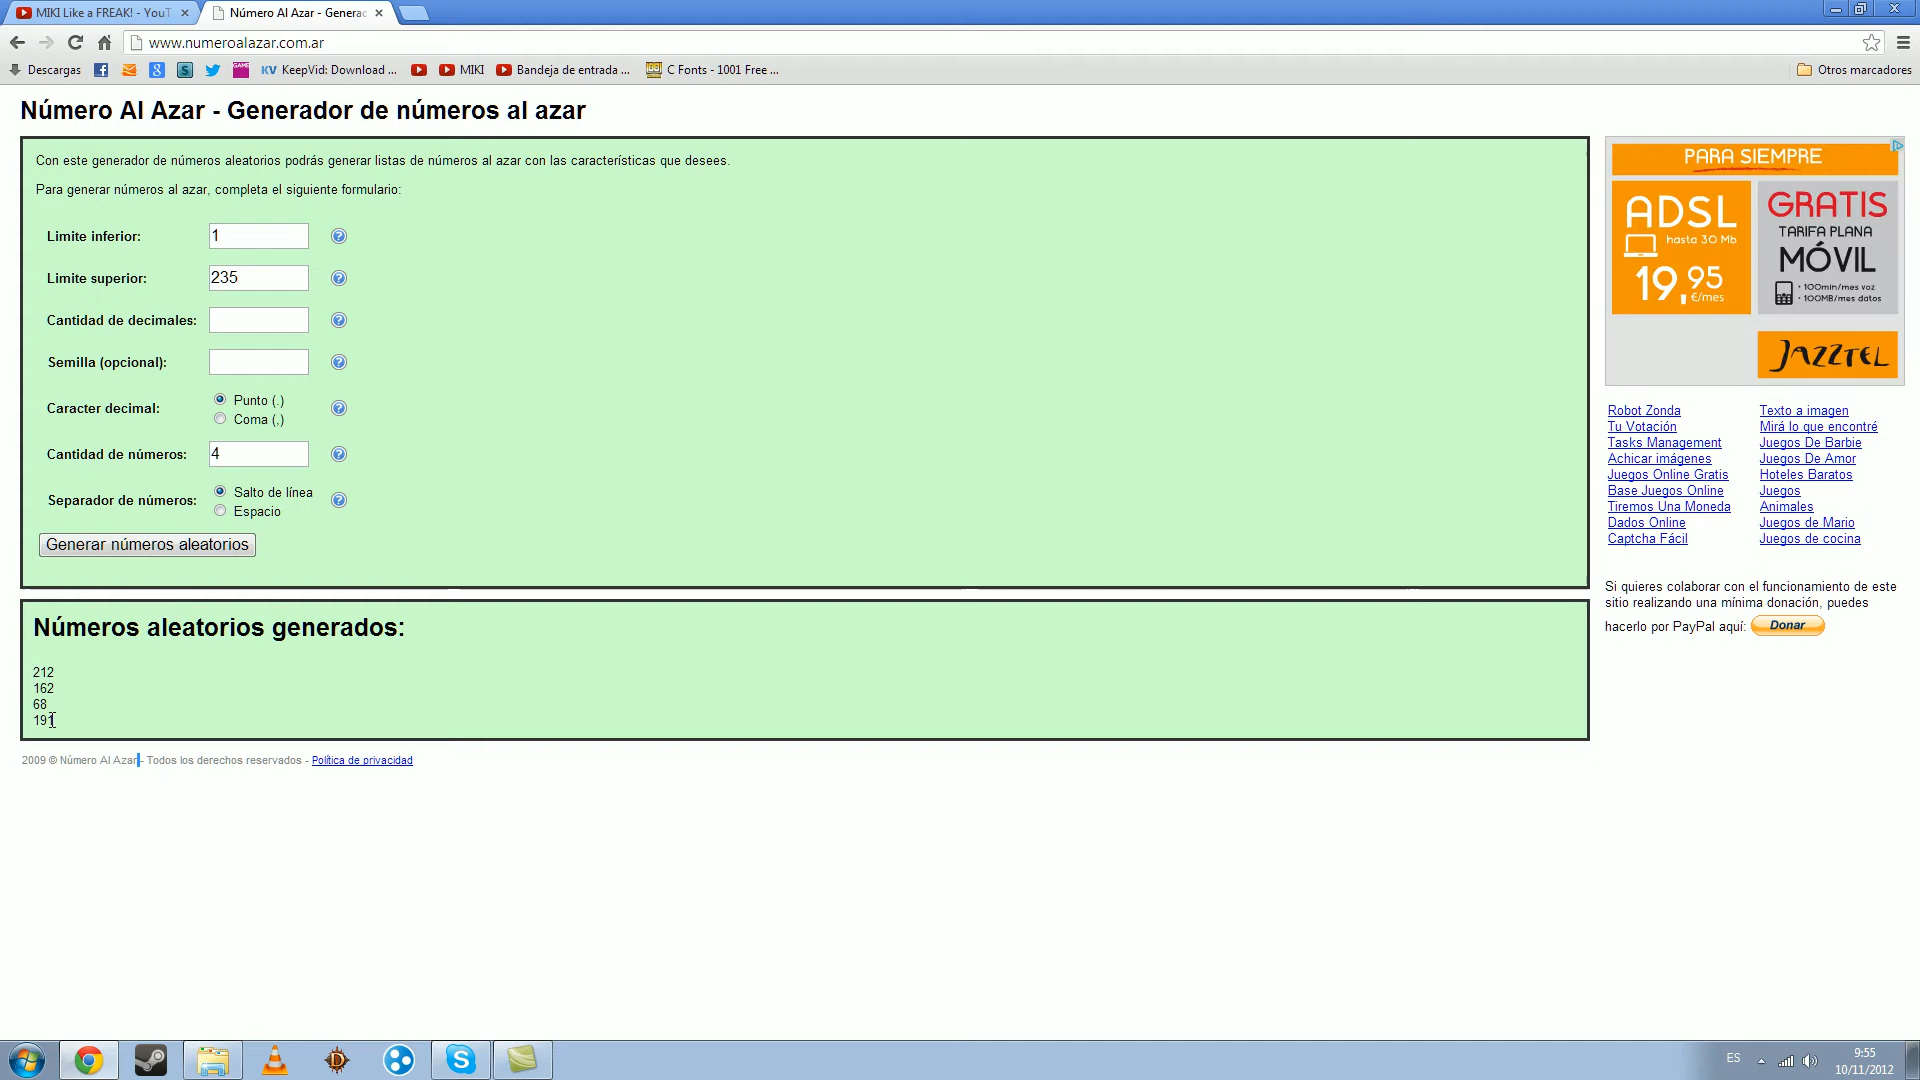 MIKI Like a FREAK! - YouT
Número Al Azar - Generad
www.numeroalazar.com.ar
Descargas
KV KeepVid: Download ...
MIKI
Bandeja de entrada ...
C Fonts - 1001 Free ...
Otros marcadores
Número Al Azar - Generador de números al azar
Con este generador de números aleatorios podrás generar listas de números al azar con las características que desees.
Para generar números al azar, completa el siguiente formulario:
Limite inferior: 1
Limite superior: 235
Cantidad de decimales:
Semilla (opcional):
Caracter decimal:
Punto (.)
Coma (,)
Cantidad de números: 4
Separador de números:
Salto de línea
Espacio
Generar números aleatorios
Números aleatorios generados:
212
162
68
191
2009 © Número Al Azar - Todos los derechos reservados - Política de privacidad
PARA SIEMPRE
ADSL
hasta 30 Mb
19,95
€/mes
GRATIS
TARIFA PLANA
MÓVIL
• 100min/mes voz
• 100MB/mes datos
JAZZTEL
Robot Zonda
Tu Votación
Tasks Management
Achicar imágenes
Juegos Online Gratis
Base Juegos Online
Tiremos Una Moneda
Dados Online
Captcha Fácil
Texto a imagen
Mirá lo que encontré
Juegos De Barbie
Juegos De Amor
Hoteles Baratos
Juegos
Animales
Juegos de Mario
Juegos de cocina
Si quieres colaborar con el funcionamiento de este
sitio realizando una mínima donación, puedes
hacerlo por PayPal aquí: Donar
ES
9:55
10/11/2012